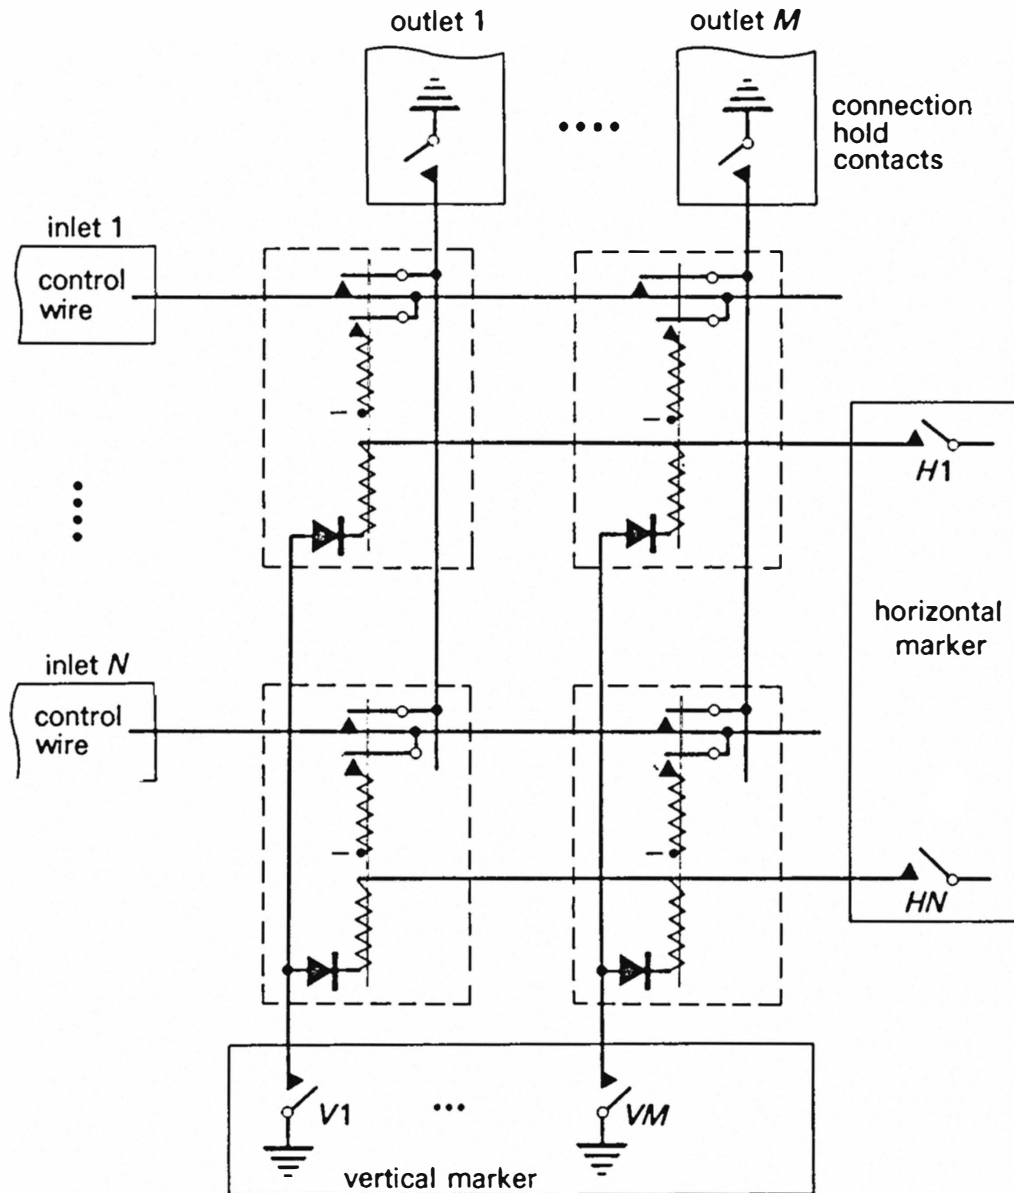 outlet 1
outlet M
connection
hold
contacts
inlet 1
control
wire
H1
horizontal
marker
inlet N
control
wire
HN
V1
VM
vertical marker